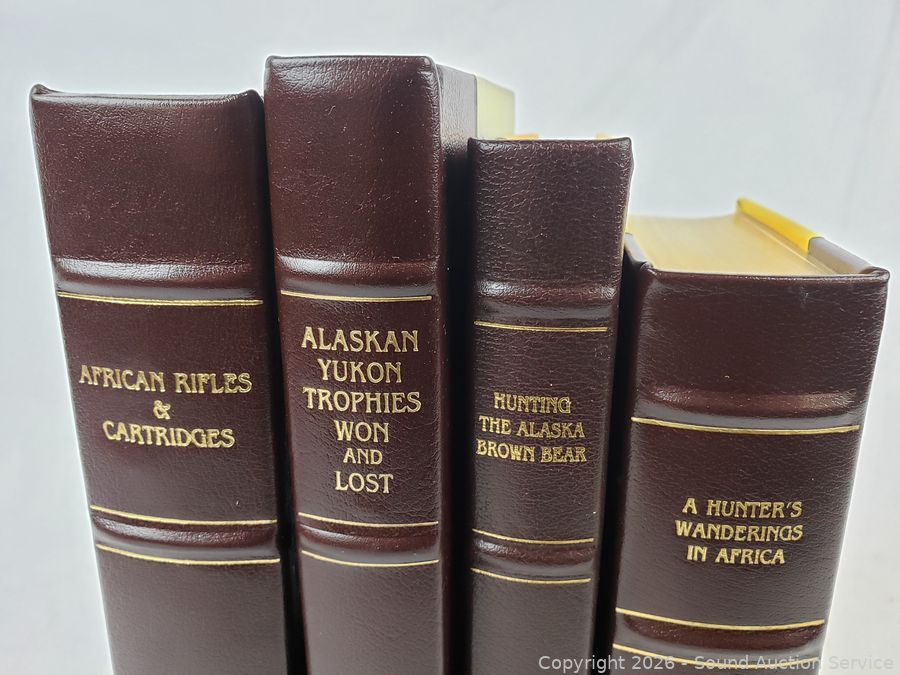 AFRICAN RIFLES
&
CARTRIDGES
ALASKAN
YUKON
TROPHIES
WON
AND
LOST
HUNTING
THE ALASKA
BROWN BEAR
A HUNTER'S
WANDERINGS
IN AFRICA
Copyright 2026 - Sound Auction Service